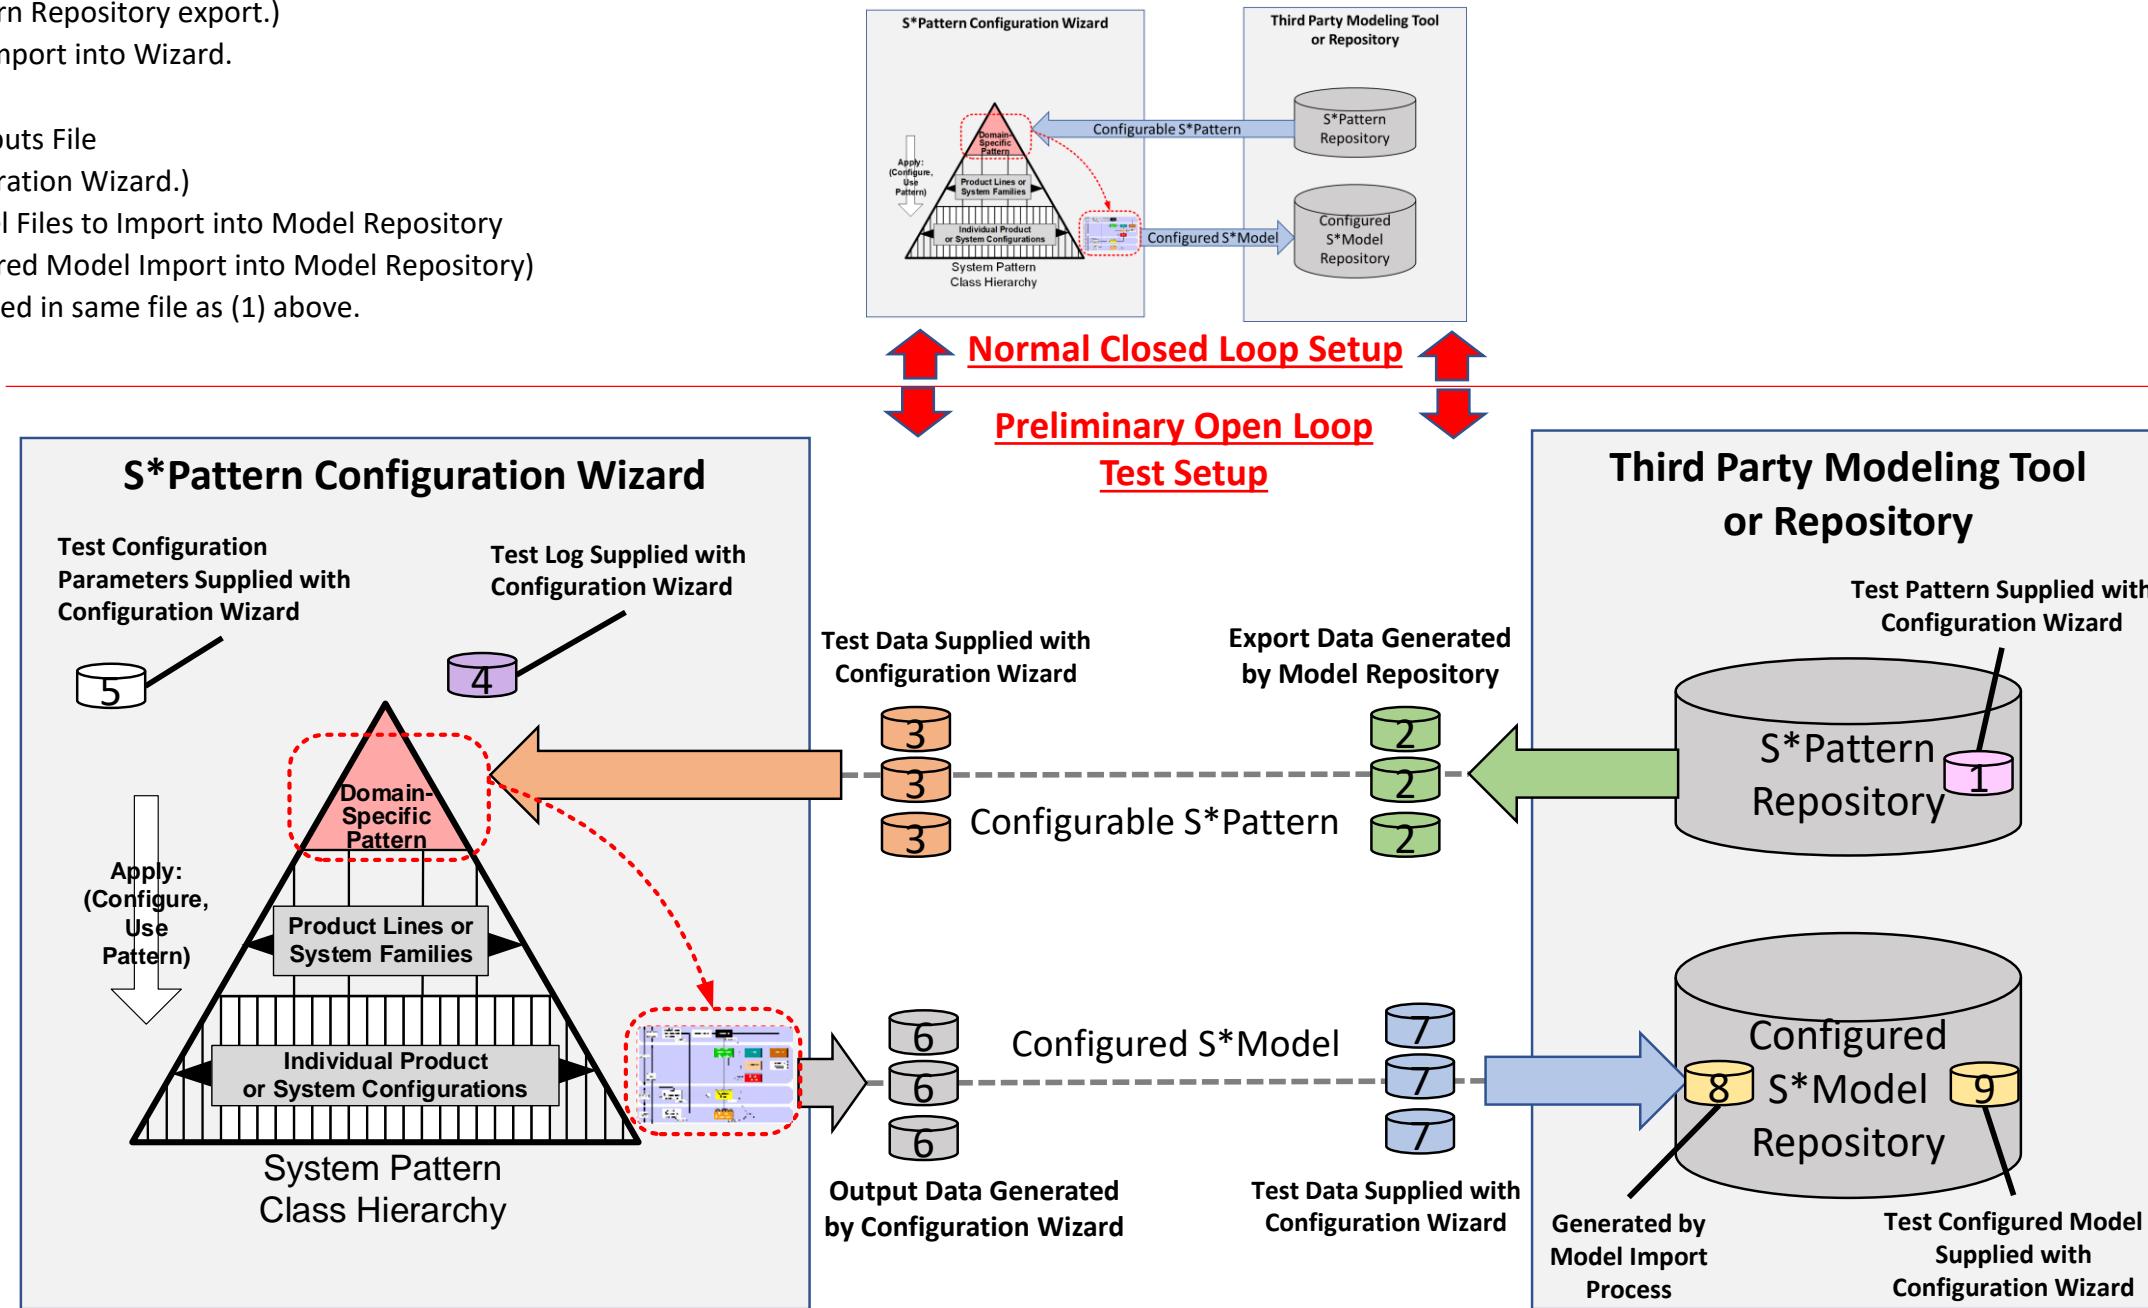 rn Repository export.)
mport into Wizard.
puts File
ration Wizard.)
l Files to Import into Model Repository
red Model Import into Model Repository)
ed in same file as (1) above.
S*Pattern Configuration Wizard
Third Party Modeling Tool
or Repository
Domain-
Specific
Pattern
Apply:
(Configure,
Use
Pattern)
Product Lines or
System Families
Individual Product
or System Configurations
System Pattern
Class Hierarchy
Configurable S*Pattern
S*Pattern
Repository
Configured S*Model
Configured
S*Model
Repository
Normal Closed Loop Setup
Preliminary Open Loop
Test Setup
S*Pattern Configuration Wizard
Test Configuration
Parameters Supplied with
Configuration Wizard
5
Test Log Supplied with
Configuration Wizard
4
Domain-
Specific
Pattern
Apply:
(Configure,
Use
Pattern)
Product Lines or
System Families
Individual Product
or System Configurations
System Pattern
Class Hierarchy
Test Data Supplied with
Configuration Wizard
3
3
3
Configurable S*Pattern
Export Data Generated
by Model Repository
2
2
2
6
6
6
Output Data Generated
by Configuration Wizard
Configured S*Model
7
7
7
Test Data Supplied with
Configuration Wizard
Third Party Modeling Tool
or Repository
Test Pattern Supplied with
Configuration Wizard
S*Pattern
Repository
1
Configured
S*Model
Repository
8
9
Generated by
Model Import
Process
Test Configured Model
Supplied with
Configuration Wizard